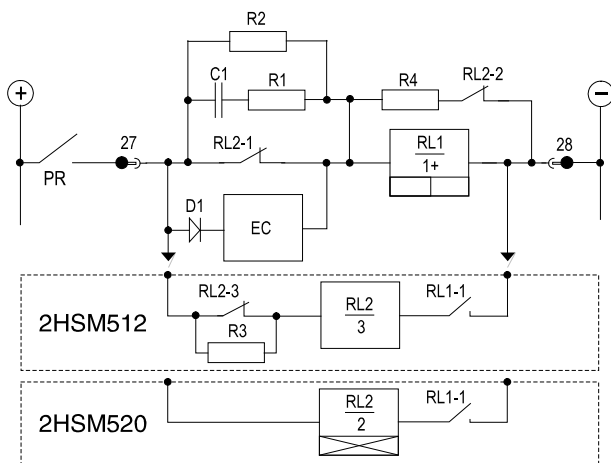 R2
C1
R1
R4
RL2-2
+
−
27
RL2-1
RL1
1+
28
PR
D1
EC
2HSM512
RL2-3
R3
RL2
3
RL1-1
2HSM520
RL2
2
RL1-1